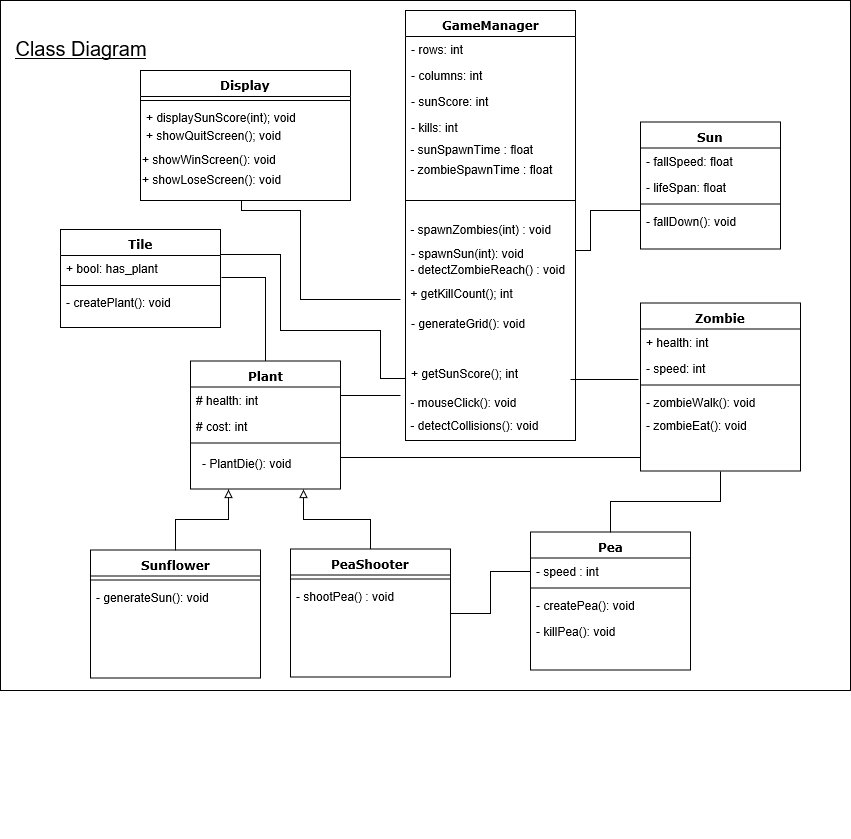 Class Diagram
GameManager
- rows: int
- columns: int
- sunScore: int
- kills: int
- sunSpawnTime : float
- zombieSpawnTime : float
- spawnZombies(int) : void
- spawnSun(int): void
- detectZombieReach() : void
+ getKillCount(); int
- generateGrid(): void
+ getSunScore(); int
- mouseClick(): void
- detectCollisions(): void
Display
+ displaySunScore(int); void
+ showQuitScreen(); void
+ showWinScreen(): void
+ showLoseScreen(): void
Sun
- fallSpeed: float
- lifeSpan: float
- fallDown(): void
Tile
+ bool: has_plant
- createPlant(): void
Zombie
+ health: int
- speed: int
- zombieWalk(): void
- zombieEat(): void
Plant
# health: int
# cost: int
- PlantDie(): void
Sunflower
- generateSun(): void
PeaShooter
- shootPea() : void
Pea
- speed : int
- createPea(): void
- killPea(): void